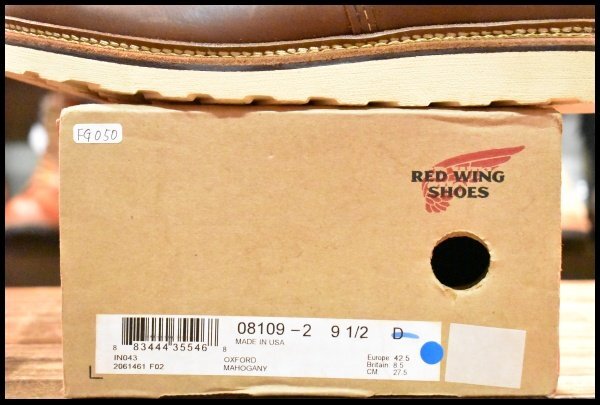 FG050
RED WING
SHOES
08109-2 9 1/2 D
MADE IN USA
8 83444 35546 8
IN043
2061461 F02
OXFORD
MAHOGANY
Europe 42.5
Britain 8.5
CM 27.5